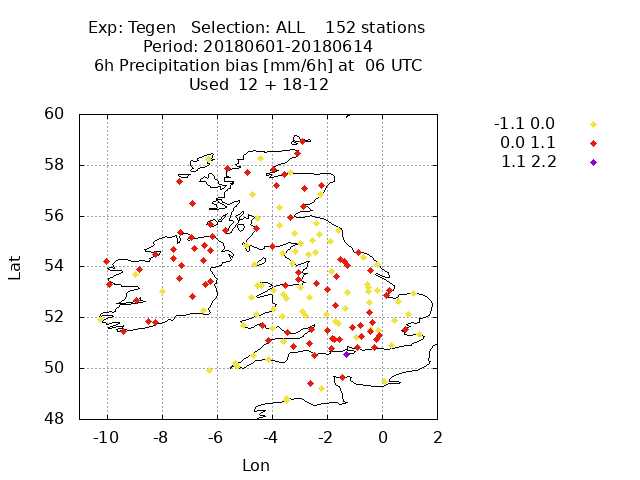 Exp: Tegen   Selection: ALL    152 stations
Period: 20180601-20180614
6h Precipitation bias [mm/6h] at  06 UTC
Used  12 + 18-12
-1.1 0.0
0.0 1.1
1.1 2.2
60
58
56
54
52
50
48
Lat
-10 -8 -6 -4 -2 0 2
Lon